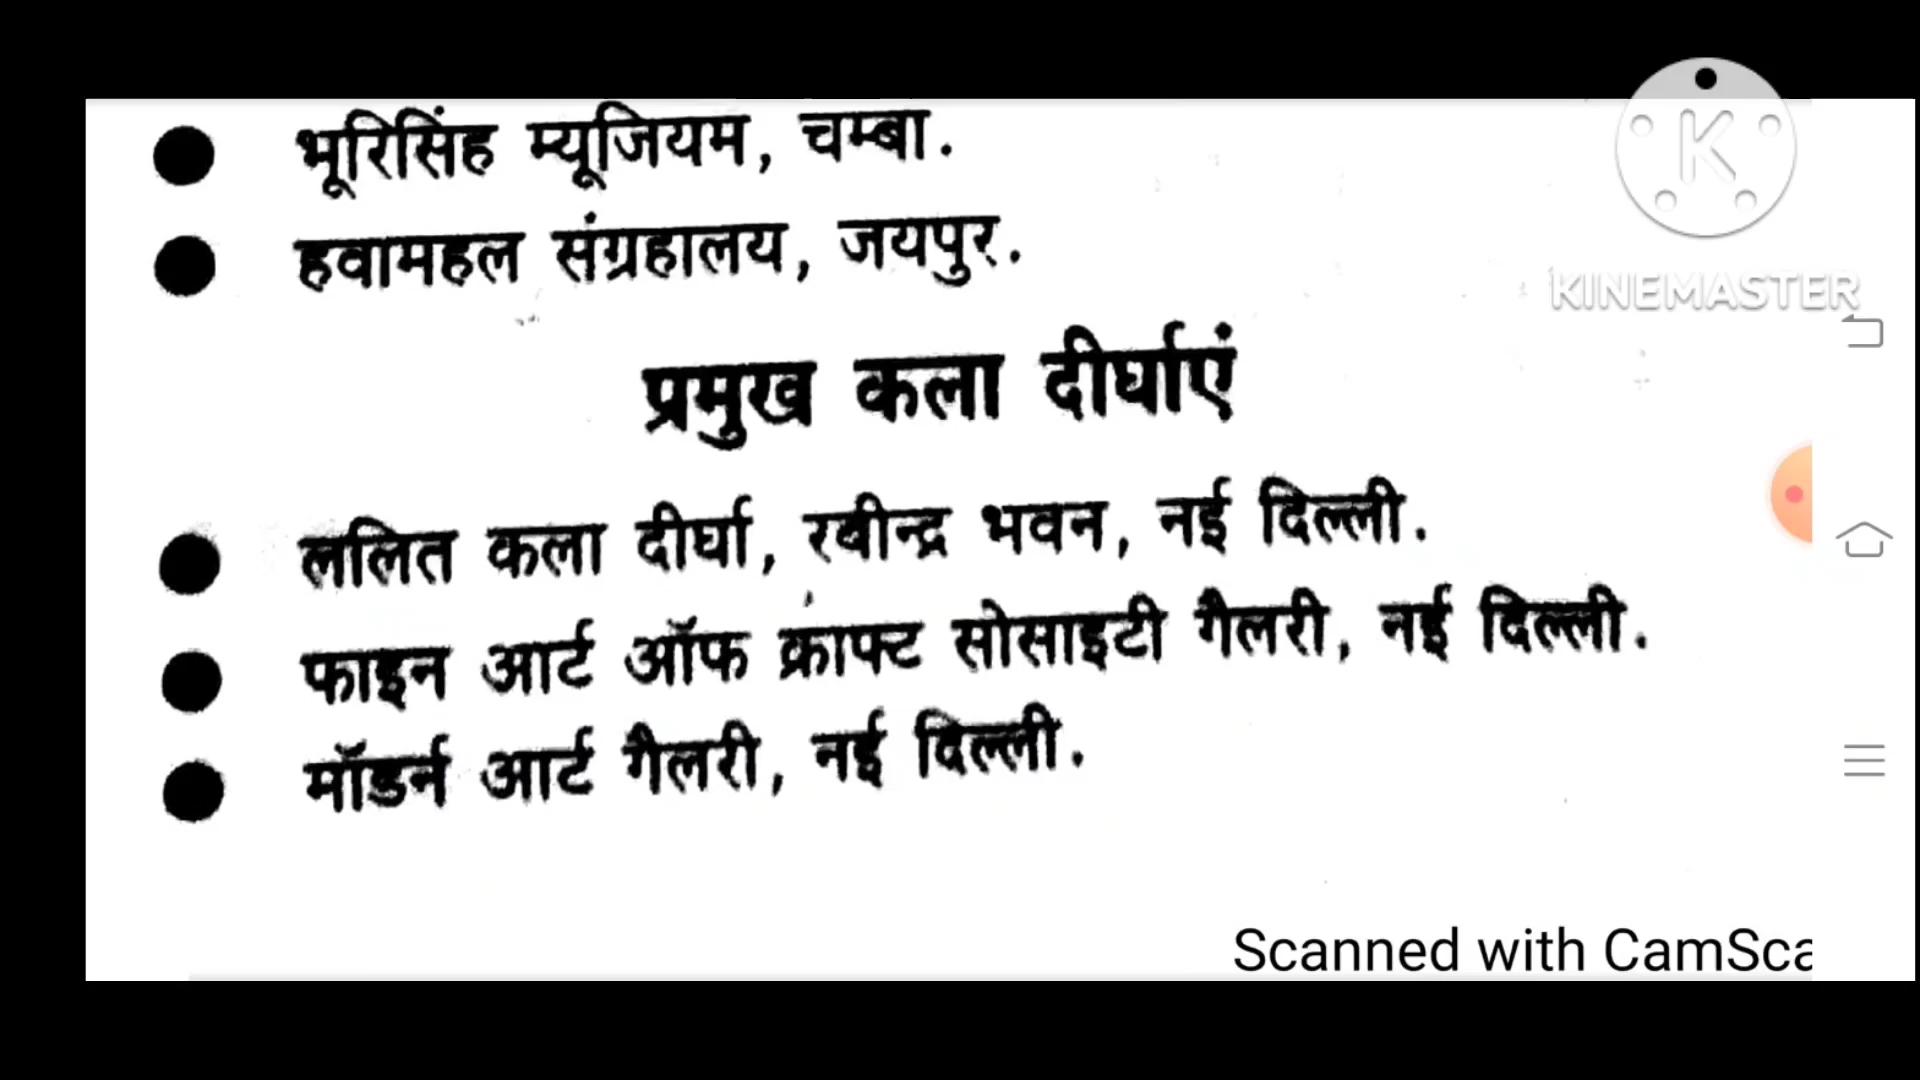 भूरिसिंह म्यूजियम, चम्बा.
हवामहल संग्रहालय, जयपुर.
KINEMASTER
प्रमुख कला दीर्घाएं
ललित कला दीर्घा, रवीन्द्र भवन, नई दिल्ली.
फाइन आर्ट ऑफ क्राफ्ट सोसाइटी गैलरी, नई दिल्ली.
मॉडर्न आर्ट गैलरी, नई दिल्ली.
Scanned with CamSca